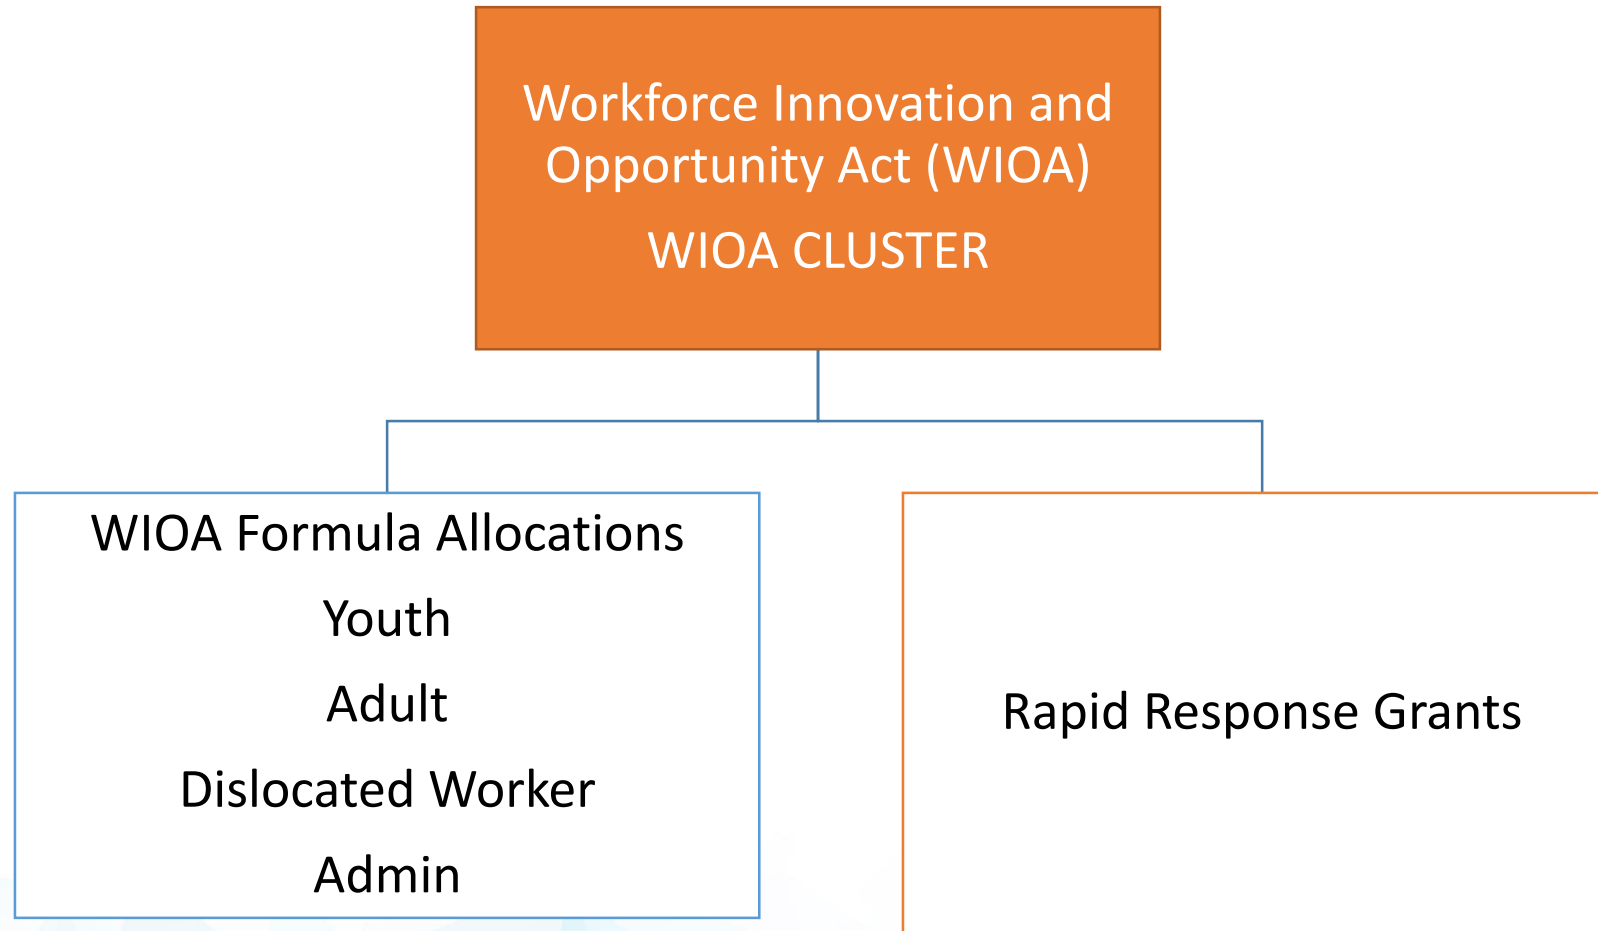 Workforce Innovation and
Opportunity Act (WIOA)
WIOA CLUSTER
WIOA Formula Allocations
Youth
Adult
Dislocated Worker
Admin
Rapid Response Grants